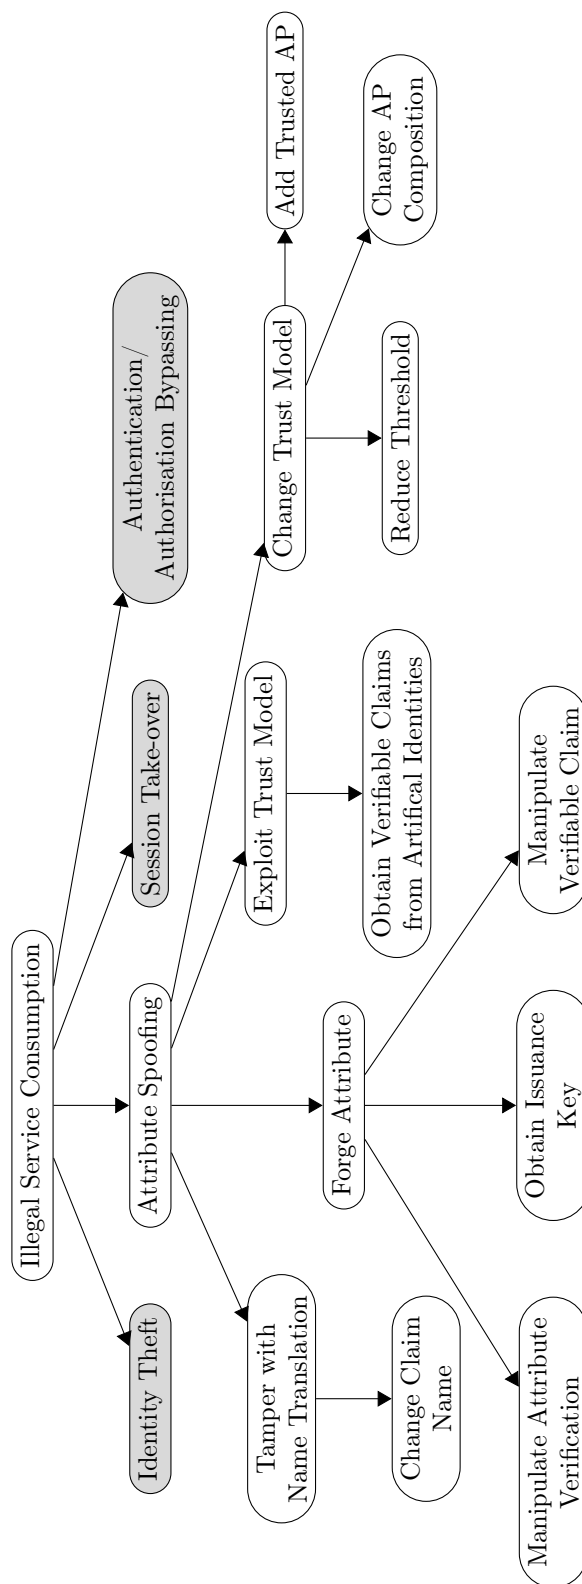 Illegal Service Consumption
Identity Theft
Attribute Spoofing
Session Take-over
Authentication/
Authorisation Bypassing
Tamper with
Name Translation
Forge Attribute
Exploit Trust Model
Change Trust Model
Add Trusted AP
Change Claim
Name
Obtain Verifiable Claims
from Artifical Identities
Reduce Threshold
Change AP
Composition
Manipulate Attribute
Verification
Obtain Issuance
Key
Manipulate
Verifiable Claim